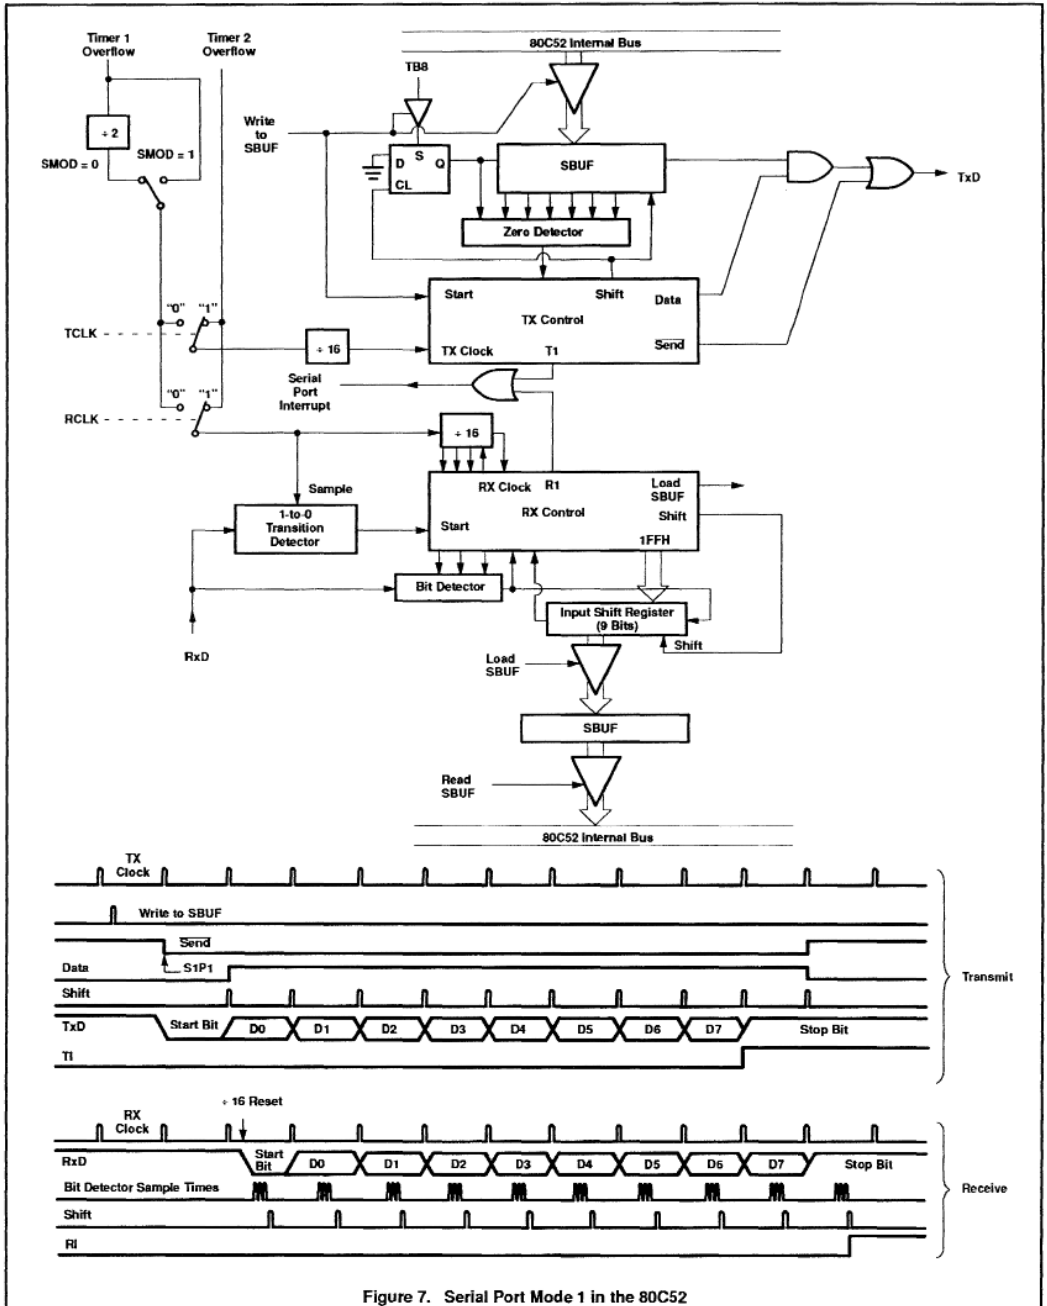 Timer 1
Overflow
Timer 2
Overflow
80C52 Internal Bus
TB8
÷ 2
Write
to
SBUF
SMOD = 1
SMOD = 0
D
S
Q
CL
SBUF
TxD
Zero Detector
Start
Shift
Data
TX Control
"0"
"1"
TCLK
÷ 16
TX Clock
T1
Send
Serial
Port
Interrupt
"0"
"1"
RCLK
÷ 16
Sample
RX Clock
R1
Load
SBUF
RX Control
Shift
1-to-0
Transition
Detector
Start
1FFH
Bit Detector
Input Shift Register
(9 Bits)
RxD
Load
SBUF
Shift
SBUF
Read
SBUF
80C52 Internal Bus
TX
Clock
Write to SBUF
Send
Data
S1P1
Transmit
Shift
TxD
Start Bit
D0
D1
D2
D3
D4
D5
D6
D7
Stop Bit
TI
÷ 16 Reset
RX
Clock
RxD
Start
Bit
D0
D1
D2
D3
D4
D5
D6
D7
Stop Bit
Bit Detector Sample Times
Receive
Shift
RI
Figure 7. Serial Port Mode 1 in the 80C52